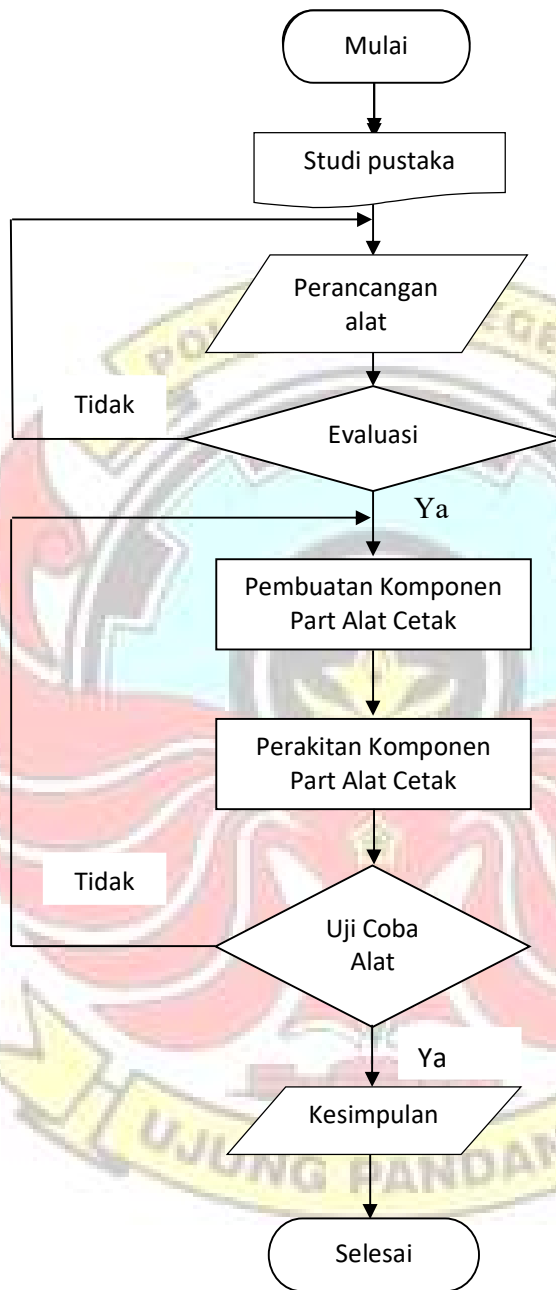 Mulai
Studi pustaka
Perancangan
alat
Tidak
Evaluasi
Ya
Pembuatan Komponen
Part Alat Cetak
Perakitan Komponen
Part Alat Cetak
Tidak
Uji Coba
Alat
Ya
Kesimpulan
UJUNG
Selesai